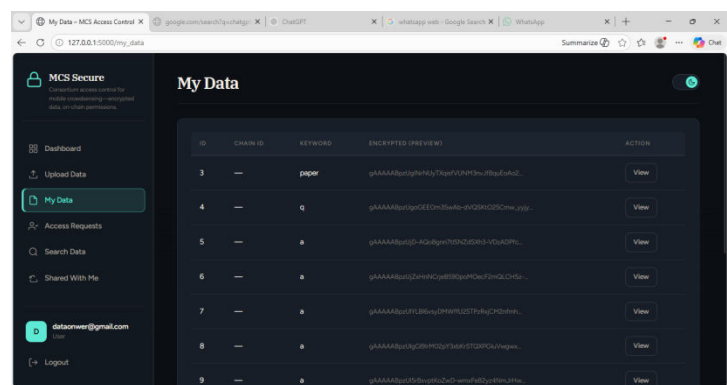 My Data - MCS Access Control
google.com/search?q=chatgp
ChatGPT
whatsapp web - Google Search
WhatsApp
127.0.0.1:5000/my_data
Summarize
Chat
MCS Secure
Consortium access control for
mobile crowdsensing—encrypted
data, on-chain permissions.
Dashboard
Upload Data
My Data
Access Requests
Search Data
Shared With Me
D
dataonwer@gmail.com
User
Logout
My Data
ID CHAIN ID KEYWORD ENCRYPTED (PREVIEW) ACTION
3 — paper View
4 — q View
5 — a View
6 — a View
7 — a View
8 — a View
9 — a View